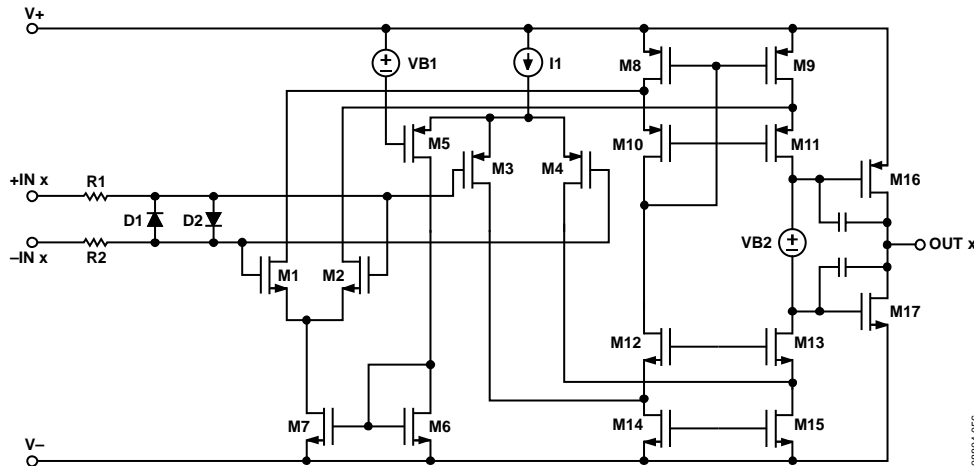 V+
VB1
I1
M8
M9
M5
M10
M11
M3
M4
+IN x
R1
M16
D1
D2
VB2
OUT x
–IN x
R2
M1
M2
M17
M12
M13
M7
M6
M14
M15
V–